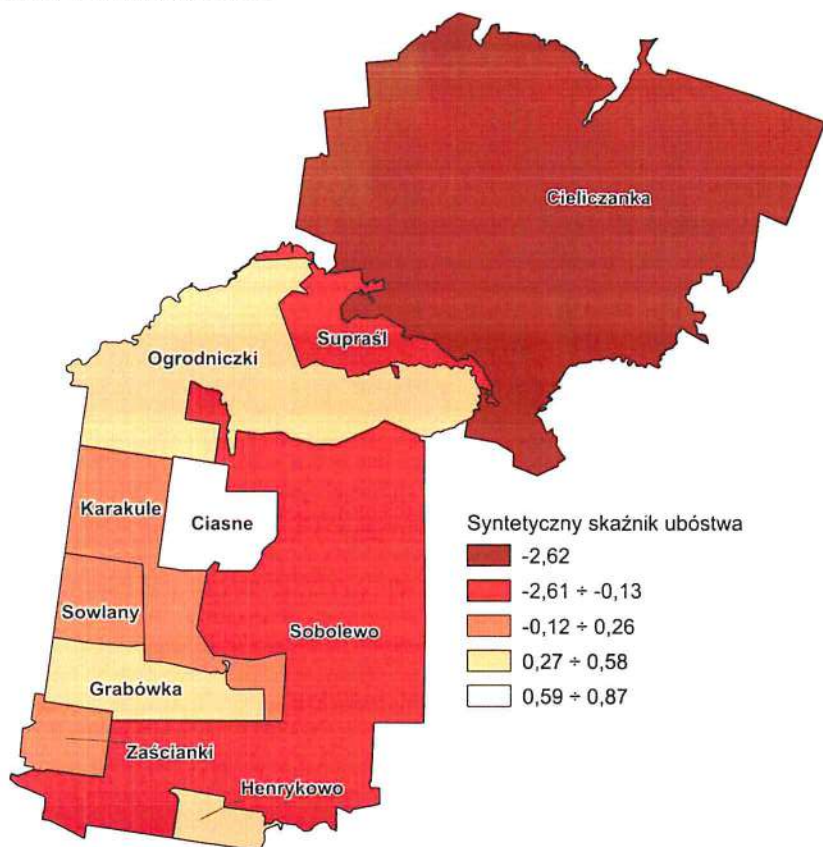 Cieliczanka
Supraśl
Ogrodniczki
Karakule
Ciasne
Sowlany
Sobolewo
Grabówka
Zaścianki
Henrykowo
Syntetyczny skaźnik ubóstwa
-2,62
-2,61 ÷ -0,13
-0,12 ÷ 0,26
0,27 ÷ 0,58
0,59 ÷ 0,87